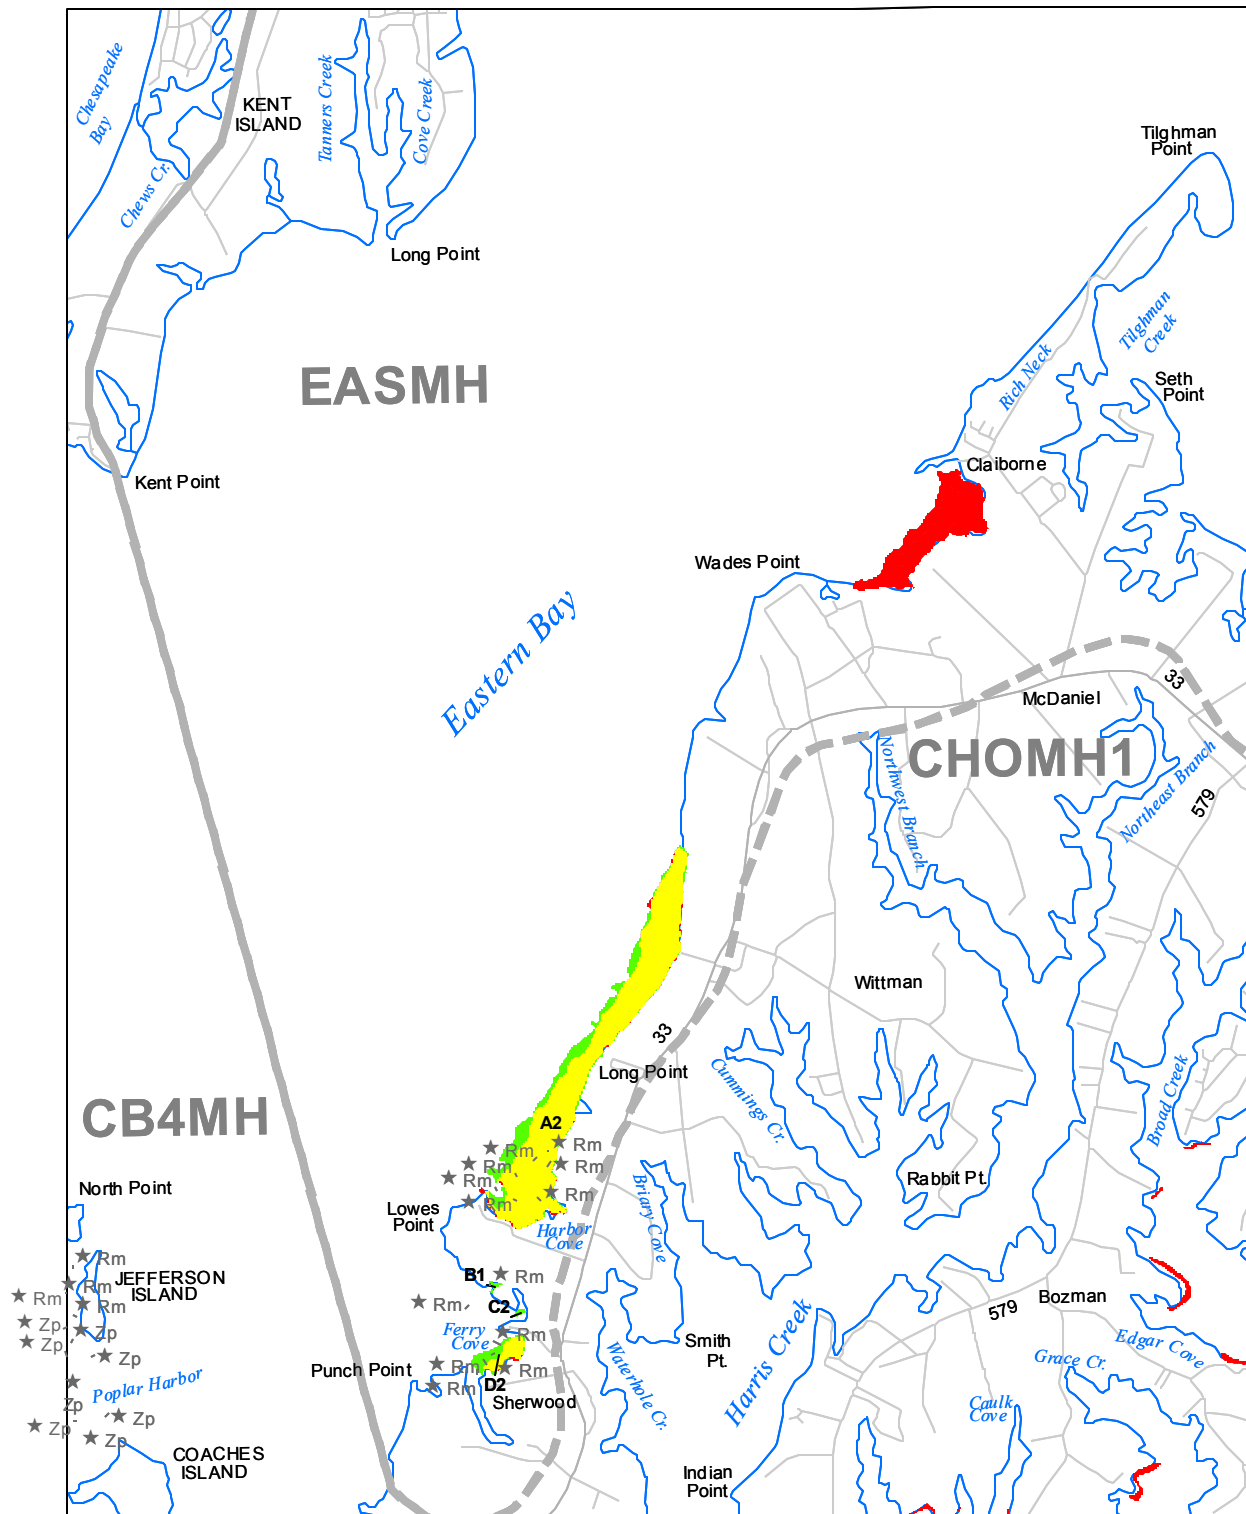 Chesapeake
Bay
KENT
ISLAND
Tanners Creek
Cove Creek
Chews Cr.
Long Point
Tilghman
Point
Tilghman
Creek
EASMH
Rich Neck
Seth
Point
Claiborne
Kent Point
Wades Point
Eastern Bay
33
McDaniel
CHOMH1
Northwest Branch
Northeast Branch
579
Wittman
33
Long Point
Cummings Cr.
Broad Creek
CB4MH
A2
Rm
Rm
Rm
Rm
Rm
Rm
Rm
North Point
Lowes
Point
Harbor
Cove
Briary Cove
Rabbit Pt.
Rm
JEFFERSON
ISLAND
Rm
Rm
Rm
B1
Rm
Rm
C2
Zp
Zp
Zp
Zp
Ferry
Cove
Rm
Smith
Pt.
Harris Creek
579
Bozman
Edgar Cove
Grace Cr.
Poplar Harbor
Punch Point
Rm
Rm
Rm
D2
Sherwood
Waterhole Cr.
Caulk
Cove
Zp
Zp
Zp
Zp
COACHES
ISLAND
Indian
Point